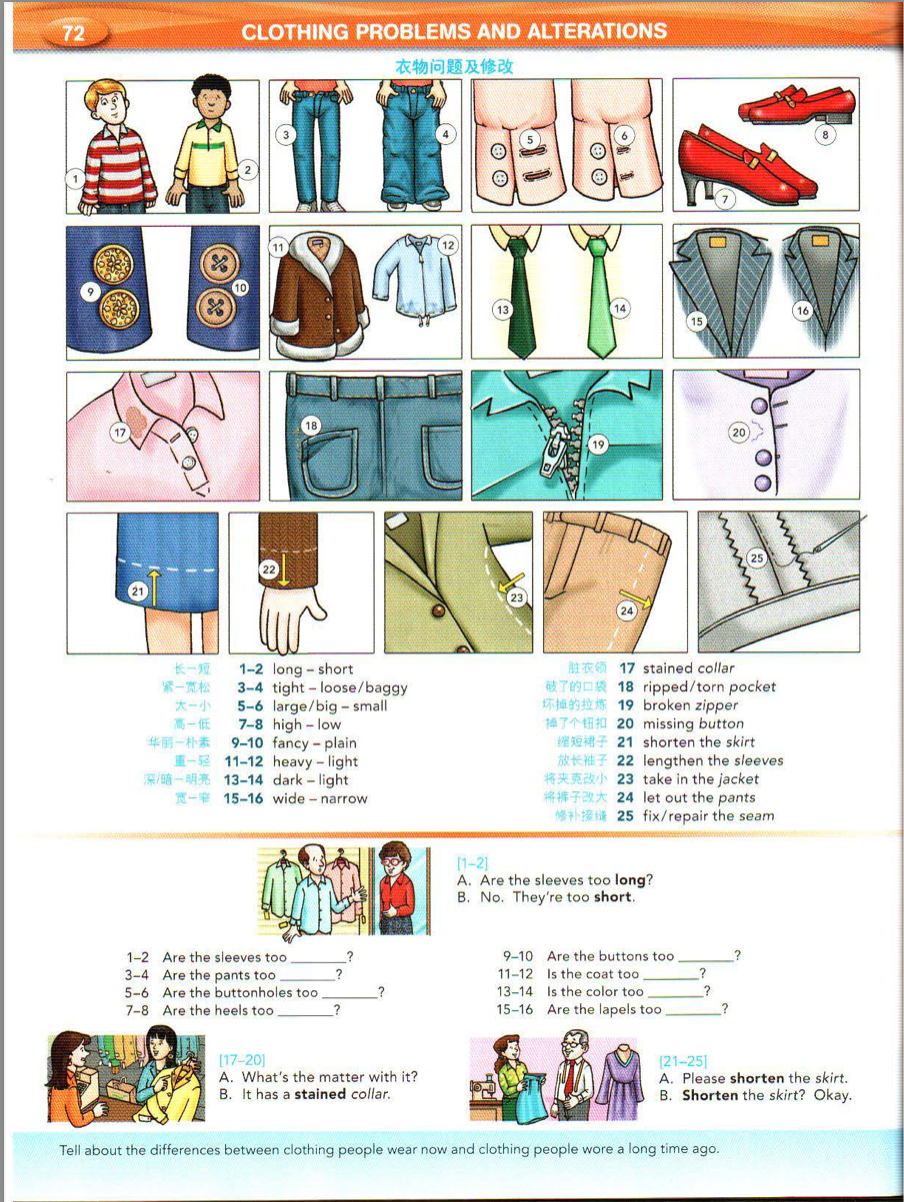 72
CLOTHING PROBLEMS AND ALTERATIONS
衣物问题及修改
1
2
3
4
5
6
7
8
9
10
11
12
13
14
15
16
17
18
19
20
21
22
23
24
25
长–短 1–2 long – short
紧–宽松 3–4 tight – loose/baggy
大–小 5–6 large/big – small
高–低 7–8 high – low
华丽–朴素 9–10 fancy – plain
重–轻 11–12 heavy – light
深/暗–明亮 13–14 dark – light
宽–窄 15–16 wide – narrow
脏衣领 17 stained collar
破了的口袋 18 ripped/torn pocket
坏掉的拉炼 19 broken zipper
掉了个钮扣 20 missing button
缩短裙子 21 shorten the skirt
放长袖子 22 lengthen the sleeves
将夹克改小 23 take in the jacket
将裤子改大 24 let out the pants
修补接缝 25 fix/repair the seam
[1–2]
A. Are the sleeves too long?
B. No. They're too short.
1–2 Are the sleeves too ______?
3–4 Are the pants too ______?
5–6 Are the buttonholes too ______?
7–8 Are the heels too ______?
9–10 Are the buttons too ______?
11–12 Is the coat too ______?
13–14 Is the color too ______?
15–16 Are the lapels too ______?
[17–20]
A. What's the matter with it?
B. It has a stained collar.
[21–25]
A. Please shorten the skirt.
B. Shorten the skirt? Okay.
Tell about the differences between clothing people wear now and clothing people wore a long time ago.